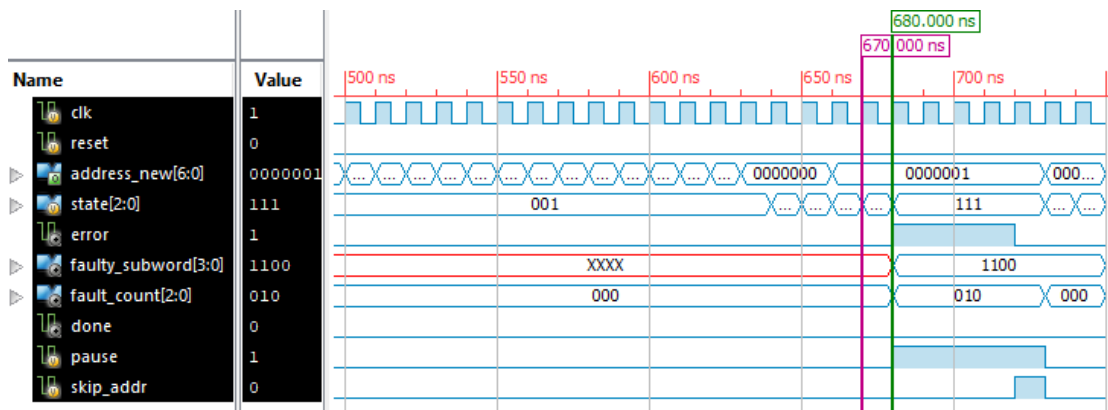 680.000 ns
670.000 ns
Name Value 500 ns 550 ns 600 ns 650 ns 700 ns
clk 1
reset 0
address_new[6:0] 0000001 ... ... ... ... ... ... ... ... ... ... ... ... ... 0000000 0000001 000...
state[2:0] 111 001 ... ... ... ... 111 ... ...
error 1
faulty_subword[3:0] 1100 XXXX 1100
fault_count[2:0] 010 000 010 000
done 0
pause 1
skip_addr 0